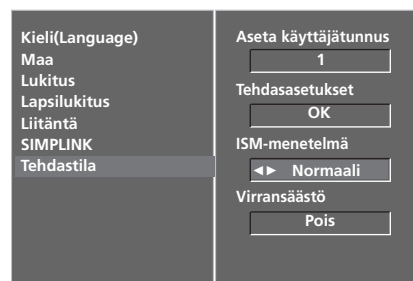 Kieli(Language)
Maa
Lukitus
Lapsilukitus
Liitäntä
SIMPLINK
Tehdastila
Aseta käyttäjätunnus
1
Tehdasasetukset
OK
ISM-menetelmä
◄► Normaali
Virransäästö
Pois